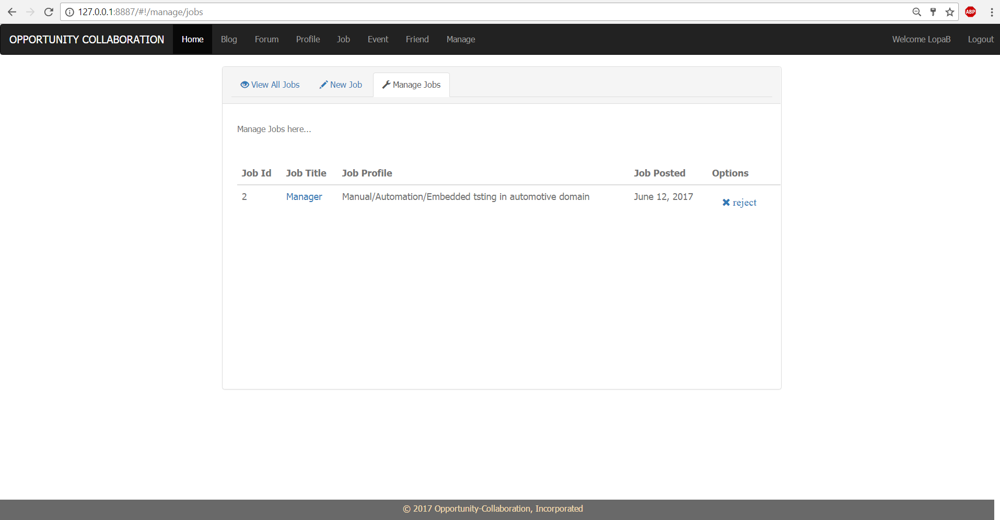 127.0.0.1:8887/#!/manage/jobs
ABP
OPPORTUNITY COLLABORATION Home Blog Forum Profile Job Event Friend Manage Welcome LopaB Logout
View All Jobs New Job Manage Jobs
Manage Jobs here...
Job Id Job Title Job Profile Job Posted Options
2 Manager Manual/Automation/Embedded tsting in automotive domain June 12, 2017 reject
© 2017 Opportunity-Collaboration, Incorporated